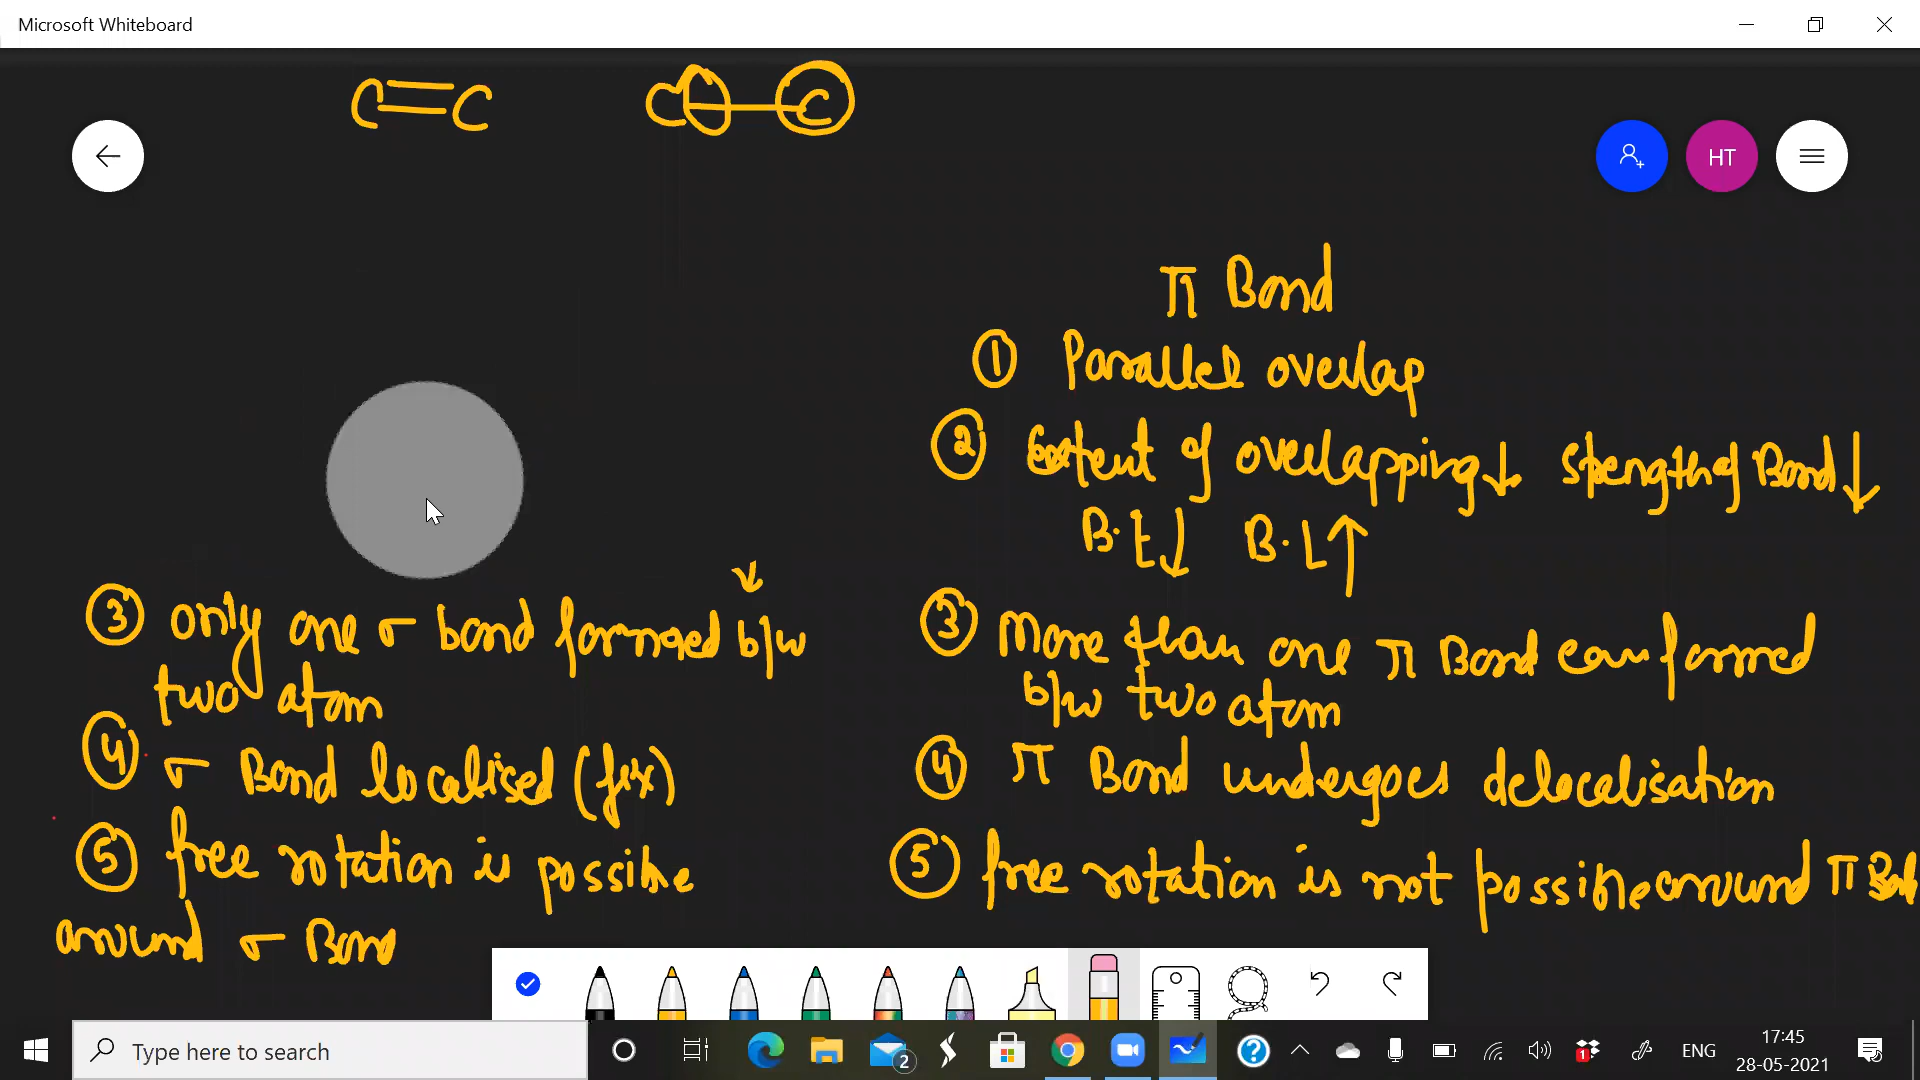 Microsoft Whiteboard
C=C C-C
HT
π Bond
① Parallel overlap
② Extent of overlapping↓ Strength of Bond↓
B.E↓ B.L↑
③ only one σ bond formed b/w
two atom
④ σ Bond localised (fix)
⑤ free rotation is possible
around σ Bond
③ More than one π Bond can formed
b/w two atom
④ π Bond undergoes delocalisation
⑤ free rotation is not possible around π Bond
Type here to search
2
1
ENG
17:45
28-05-2021